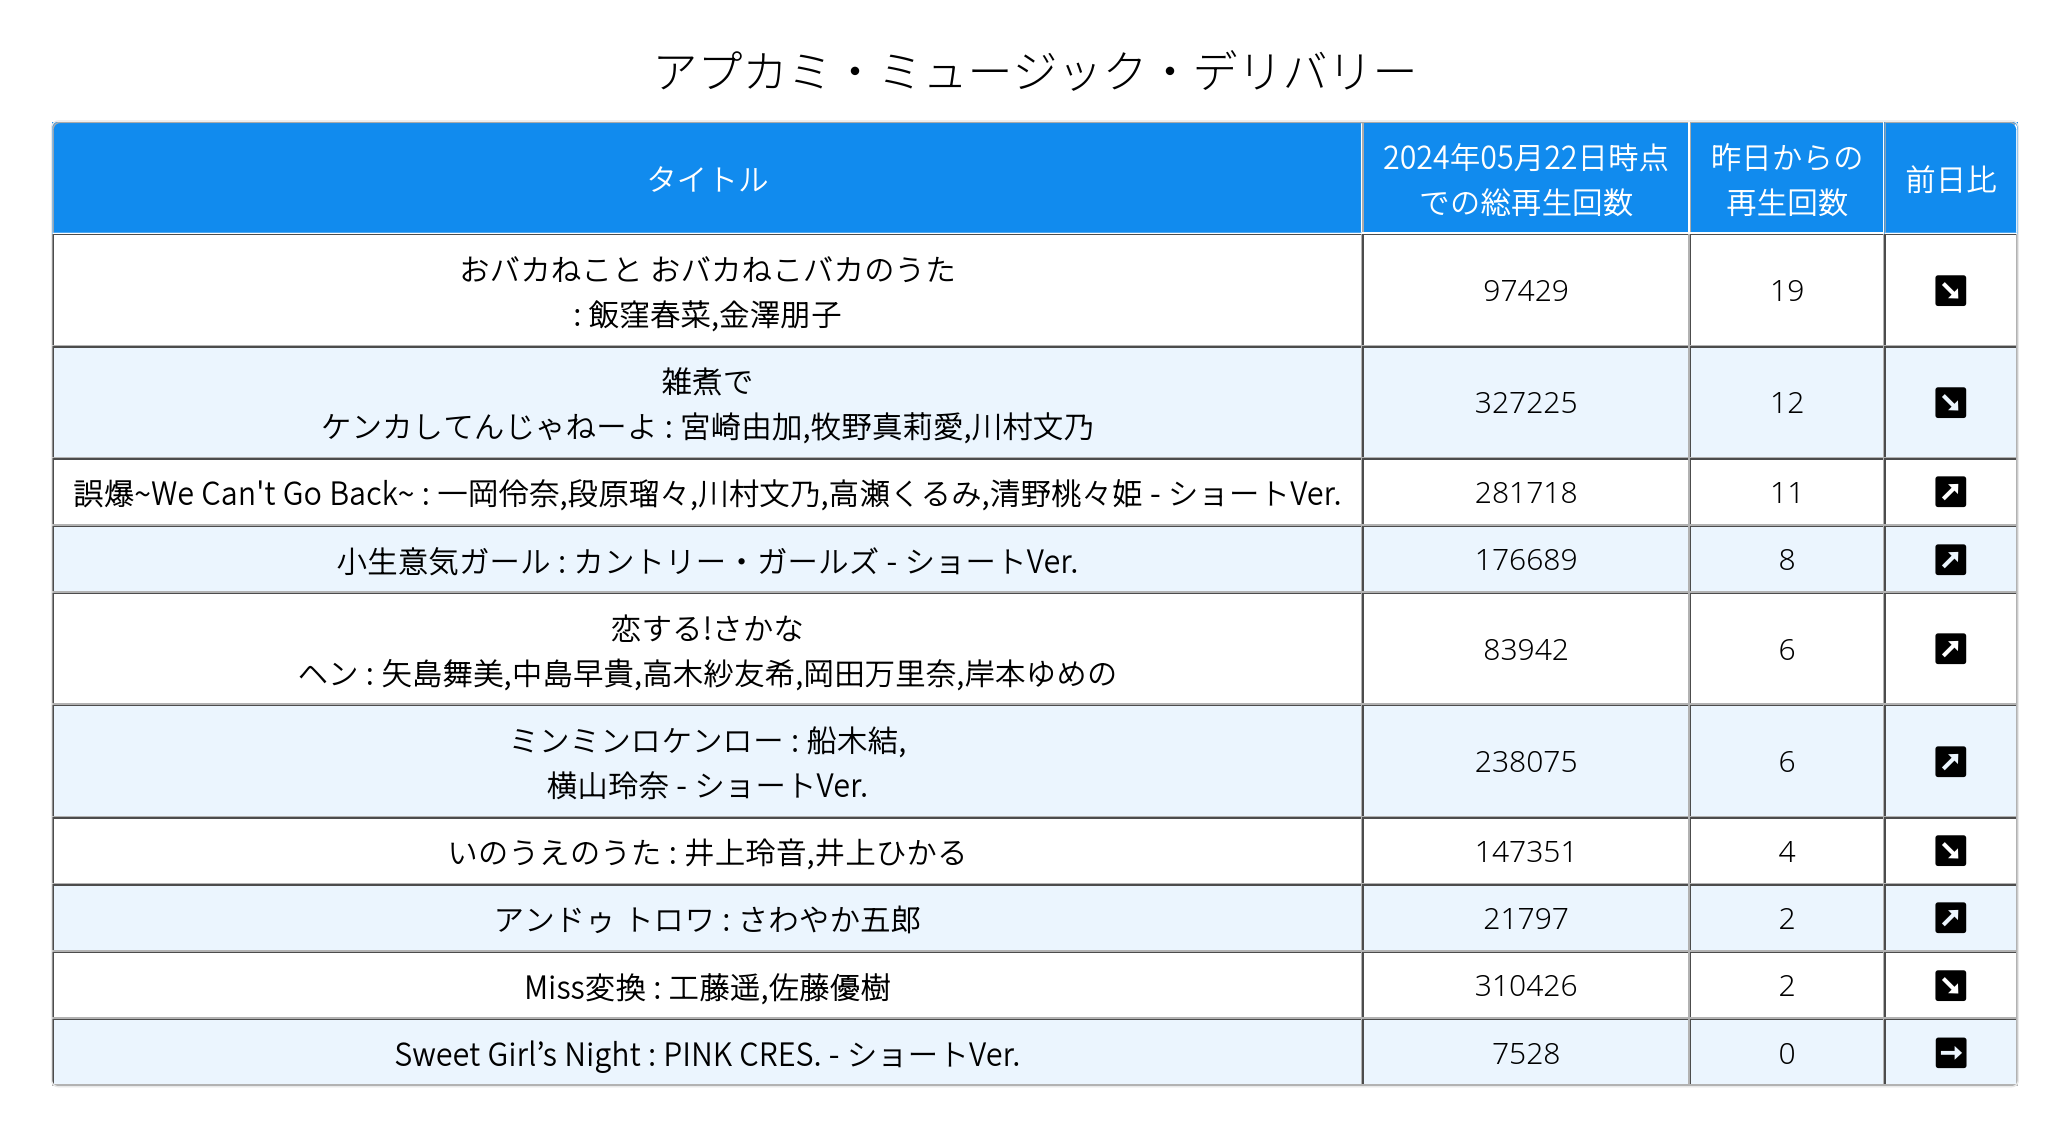 アプカミ・ミュージック・デリバリー
タイトル
2024年05月22日時点
での総再生回数
昨日からの
再生回数
前日比
おバカねこと おバカねこバカのうた
: 飯窪春菜,金澤朋子
97429
19
雑煮で
ケンカしてんじゃねーよ : 宮崎由加,牧野真莉愛,川村文乃
327225
12
誤爆~We Can't Go Back~ : 一岡伶奈,段原瑠々,川村文乃,高瀬くるみ,清野桃々姫 - ショートVer.
281718
11
小生意気ガール : カントリー・ガールズ - ショートVer.
176689
8
恋する!さかな
ヘン : 矢島舞美,中島早貴,高木紗友希,岡田万里奈,岸本ゆめの
83942
6
ミンミンロケンロー : 船木結,
横山玲奈 - ショートVer.
238075
6
いのうえのうた : 井上玲音,井上ひかる
147351
4
アンドゥ トロワ : さわやか五郎
21797
2
Miss変換 : 工藤遥,佐藤優樹
310426
2
Sweet Girl’s Night : PINK CRES. - ショートVer.
7528
0